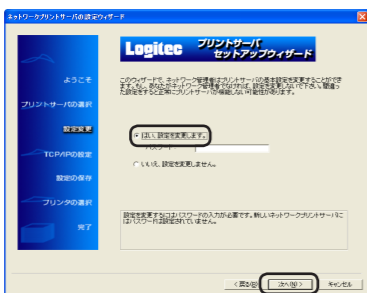 ネットワークプリントサーバの設定ウィザード
Logitec プリントサーバ
セットアップウィザード
ようこそ
プリントサーバの選択
設定変更
TCP/IPの設定
設定の保存
プリンタの選択
完了
このウィザードで、ネットワーク管理者はプリントサーバの基本設定を変更することができ
ます。もし、あなたがネットワーク管理者でなければ、設定を変更しないで下さい。間違っ
た設定をすると正常にプリントサーバが機能しない可能性があります。
はい、設定を変更します。
パスワード:
いいえ、設定を変更しません。
設定を変更するにはパスワードの入力が必要です。新しいネットワークプリントサーバに
はパスワードは設定されていません。
< 戻る(B)
次へ(N) >
キャンセル